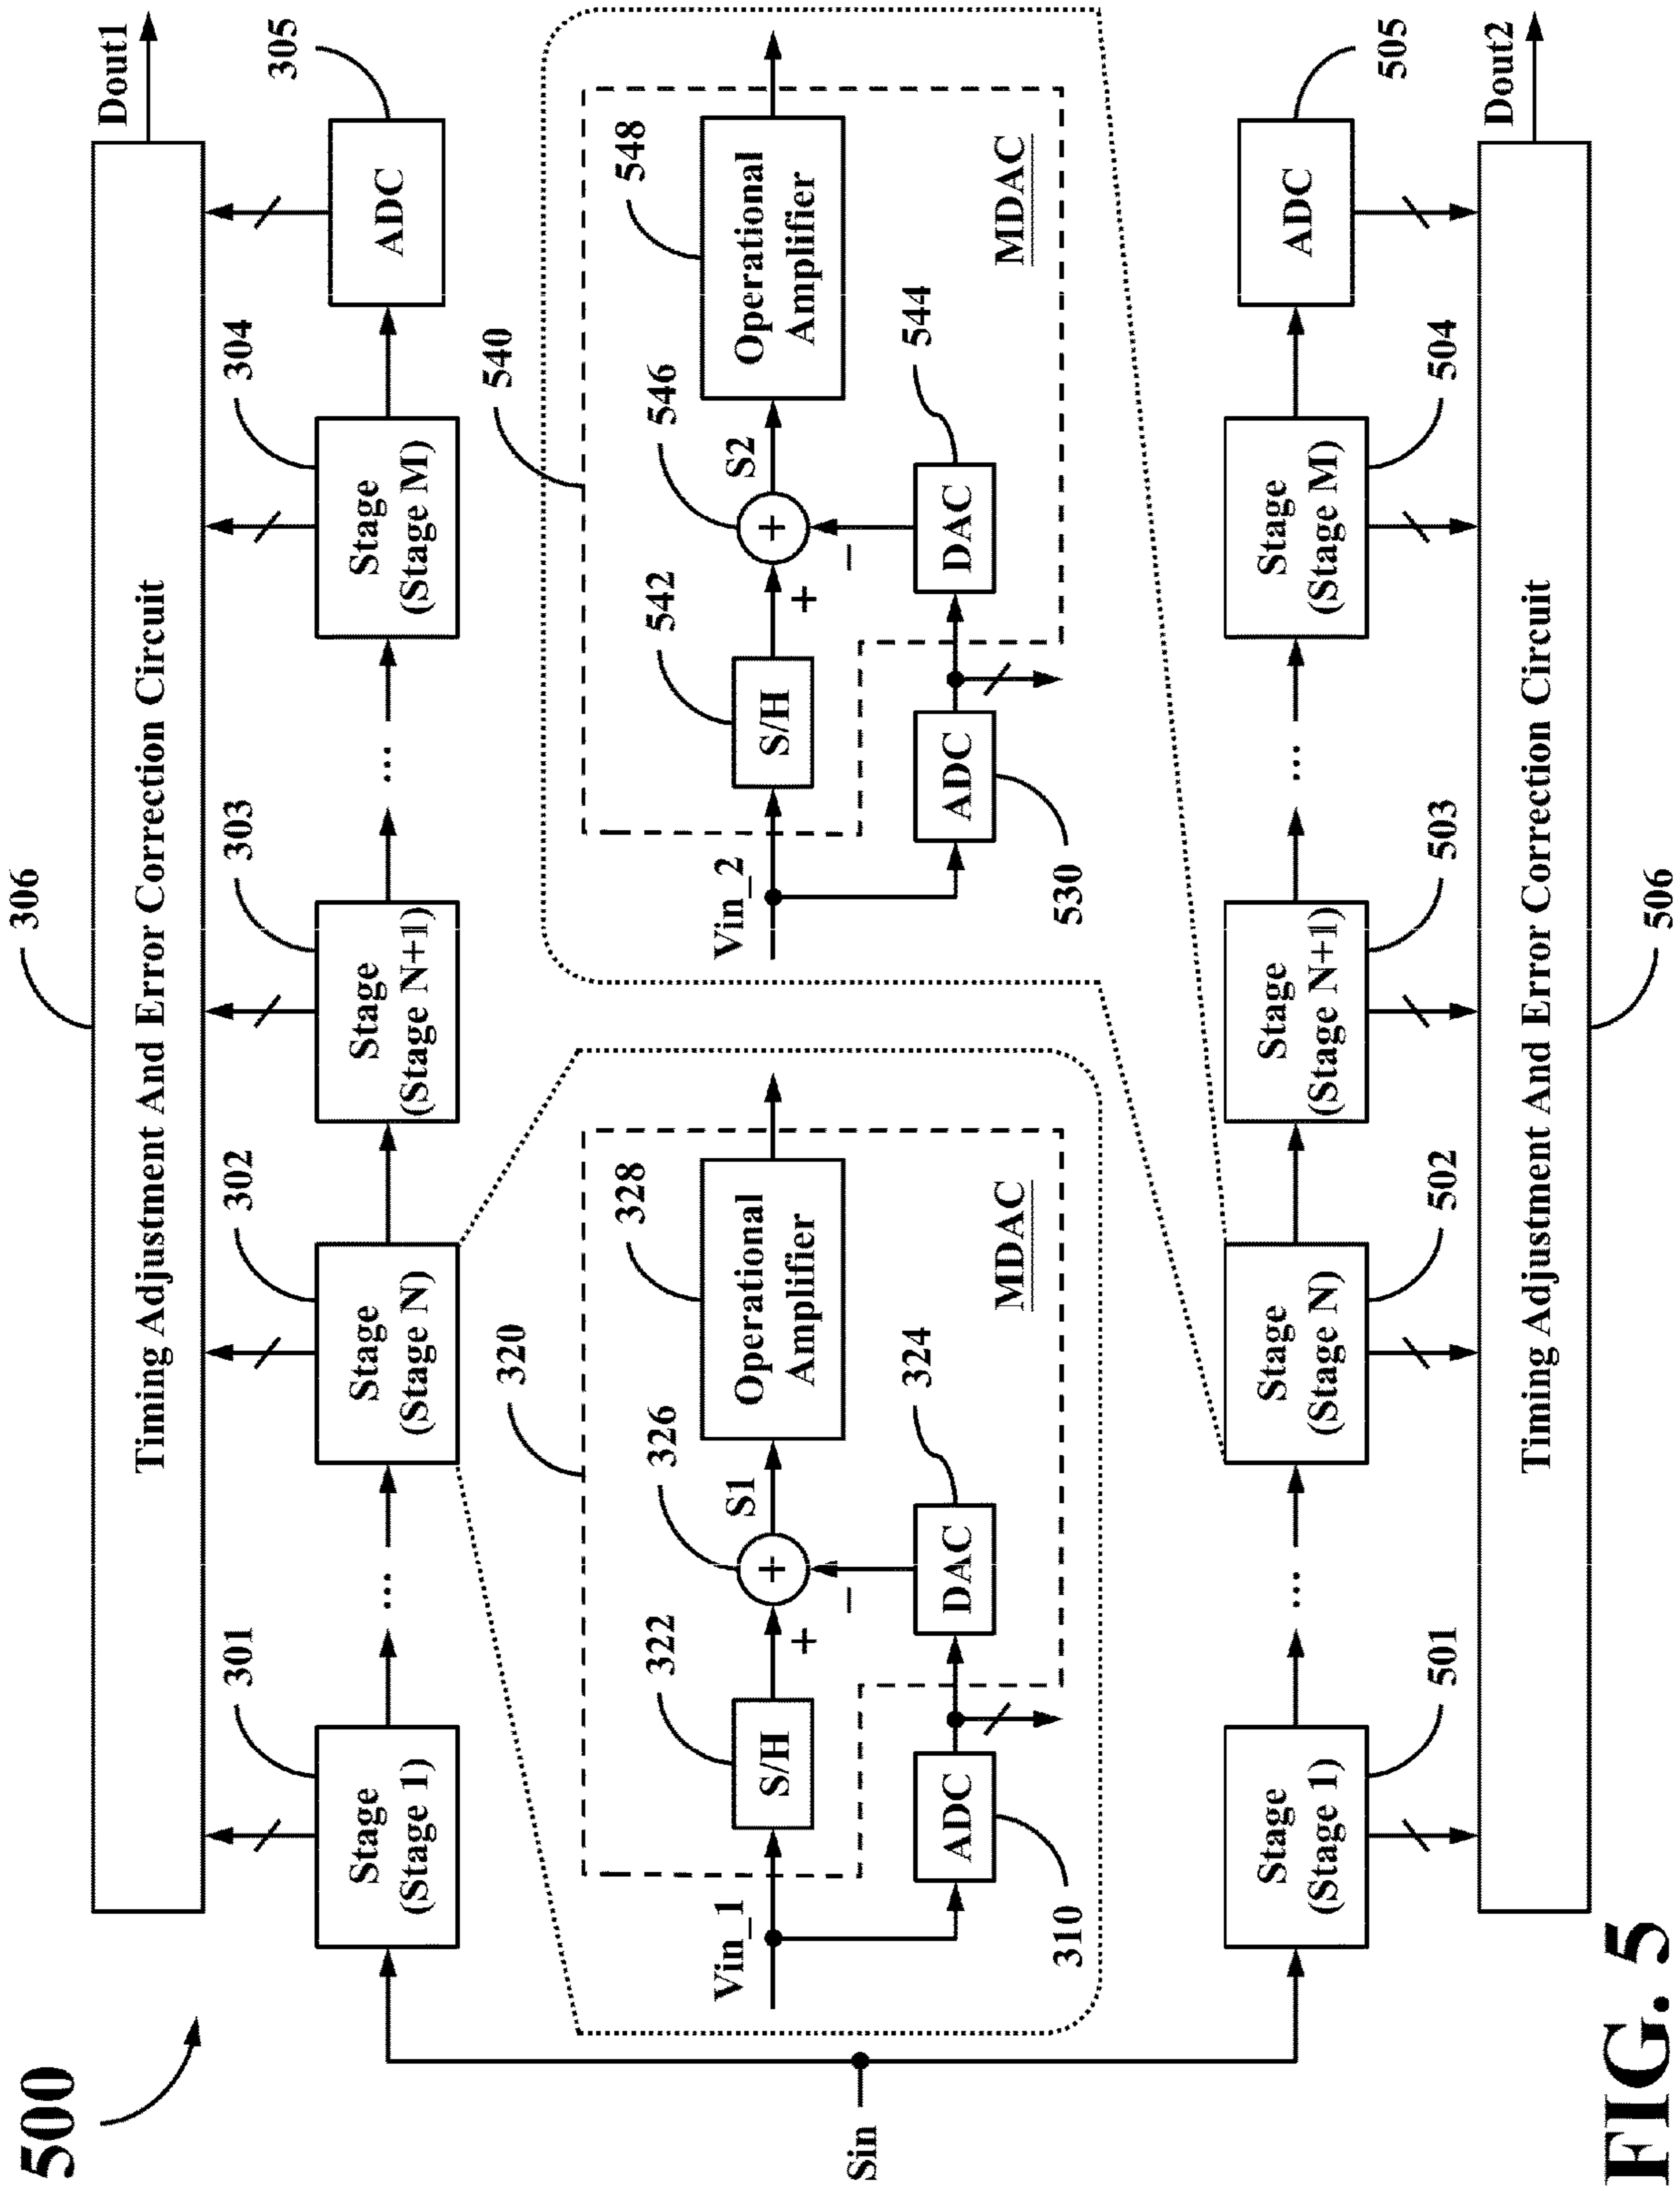 500
306
Timing Adjustment And Error Correction Circuit
Dout1
301
302
303
304
305
Stage
(Stage 1)
...
Stage
(Stage N)
Stage
(Stage N+1)
...
Stage
(Stage M)
ADC
320
322
326
328
Vin_1
S/H
+
+
S1
Operational
Amplifier
−
ADC
DAC
MDAC
310
324
540
542
546
548
Vin_2
S/H
+
+
S2
Operational
Amplifier
−
ADC
DAC
MDAC
530
544
Sin
Stage
(Stage 1)
...
Stage
(Stage N)
Stage
(Stage N+1)
...
Stage
(Stage M)
ADC
501
502
503
504
505
Timing Adjustment And Error Correction Circuit
Dout2
506
FIG. 5